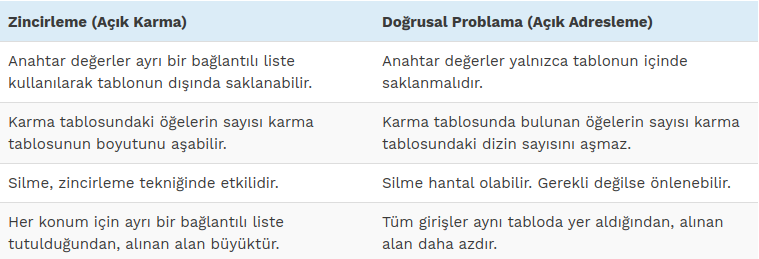 Zincirleme (Açık Karma)
Doğrusal Problama (Açık Adresleme)
Anahtar değerler ayrı bir bağlantılı liste
kullanılarak tablonun dışında saklanabilir.
Anahtar değerler yalnızca tablonun içinde
saklanmalıdır.
Karma tablosundaki öğelerin sayısı karma
tablosunun boyutunu aşabilir.
Karma tablosunda bulunan öğelerin sayısı karma
tablosundaki dizin sayısını aşmaz.
Silme, zincirleme tekniğinde etkilidir.
Silme hantal olabilir. Gerekli değilse önlenebilir.
Her konum için ayrı bir bağlantılı liste
tutulduğundan, alınan alan büyüktür.
Tüm girişler aynı tabloda yer aldığından, alınan
alan daha azdır.